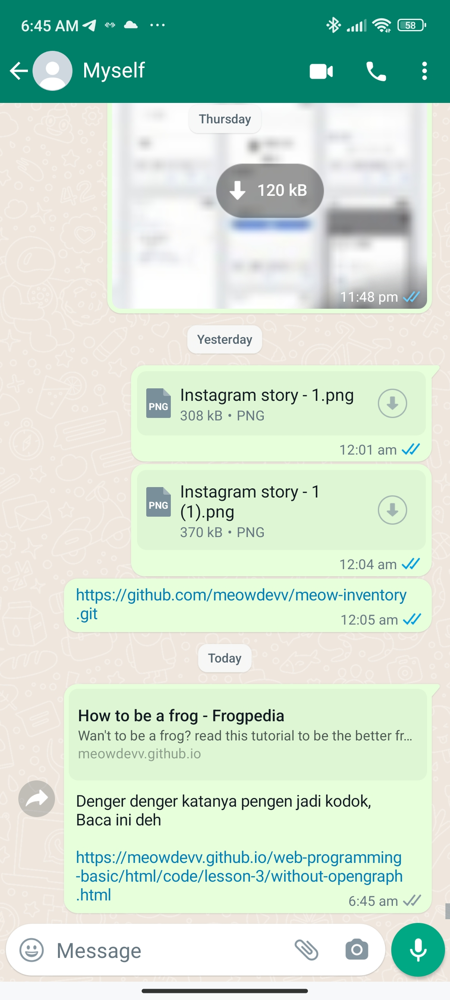 6:45 AM
58
Myself
Thursday
120 kB
11:48 pm
Yesterday
PNG
Instagram story - 1.png
308 kB • PNG
12:01 am
PNG
Instagram story - 1
(1).png
370 kB • PNG
12:04 am
https://github.com/meowdevv/meow-inventory
.git
12:05 am
Today
How to be a frog - Frogpedia
Wan't to be a frog? read this tutorial to be the better fr...
meowdevv.github.io
Denger denger katanya pengen jadi kodok,
Baca ini deh
https://meowdevv.github.io/web-programming
-basic/html/code/lesson-3/without-opengraph
.html
6:45 am
Message